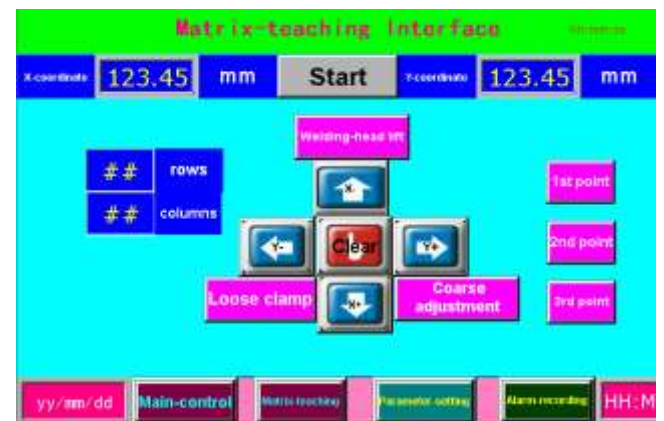 Matrix-teaching Interface
X-coordinate 123.45 mm Start Y-coordinate 123.45 mm
Welding-head lift
## rows
## columns
X-
Y- Clear Y+
X+
Loose clamp
Coarse adjustment
1st point
2nd point
3rd point
yy/mm/dd Main-control Matrix-teaching Parameter setting Alarm recording HH:M